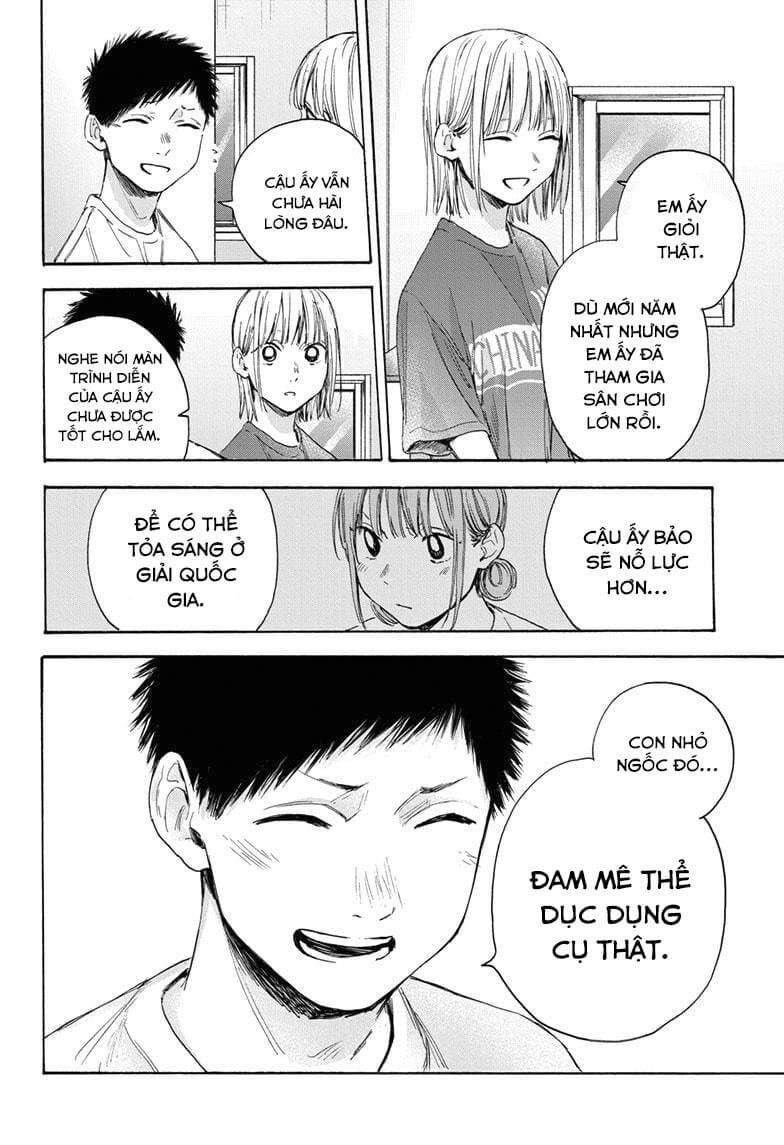 EM ẤY
GIỎI
THẬT.
DÙ MỚI NĂM
NHẤT NHƯNG
EM ẤY ĐÃ
THAM GIA
SÂN CHƠI
LỚN RỒI.
CHINA
CẬU ẤY VẪN
CHƯA HÀI
LÒNG ĐÂU.
NGHE NÓI MÀN
TRÌNH DIỄN
CỦA CẬU ẤY
CHƯA ĐƯỢC
TỐT CHO LẮM.
CẬU ẤY BẢO
SẼ NỖ LỰC
HƠN...
ĐỂ CÓ THỂ
TỎA SÁNG Ở
GIẢI QUỐC
GIA.
CON NHỎ
NGỐC ĐÓ...
ĐAM MÊ THỂ
DỤC DỤNG
CỤ THẬT.